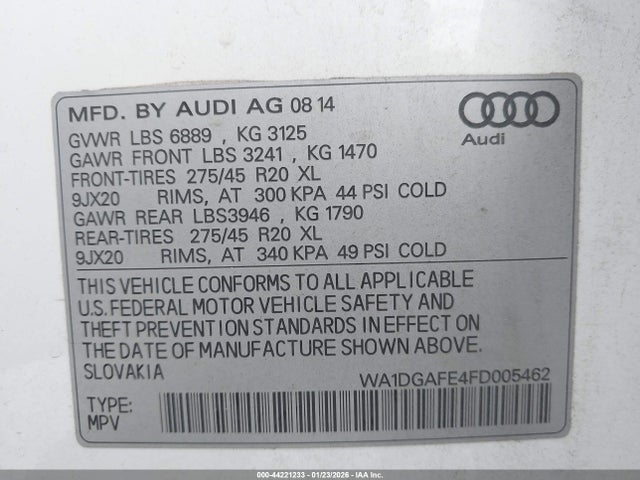 MFD. BY AUDI AG 08 14
GVWR LBS 6889 , KG 3125
GAWR FRONT LBS 3241 , KG 1470
FRONT-TIRES 275/45 R20 XL
9JX20 RIMS, AT 300 KPA 44 PSI COLD
GAWR REAR LBS3946 , KG 1790
REAR-TIRES 275/45 R20 XL
9JX20 RIMS, AT 340 KPA 49 PSI COLD
Audi
THIS VEHICLE CONFORMS TO ALL APPLICABLE
U.S. FEDERAL MOTOR VEHICLE SAFETY AND
THEFT PREVENTION STANDARDS IN EFFECT ON
THE DATE OF MANUFACTURE SHOWN ABOVE.
SLOVAKIA
WA1DGAFE4FD005462
TYPE:
MPV
000-44221233 - 01/23/2026 - IAA Inc.